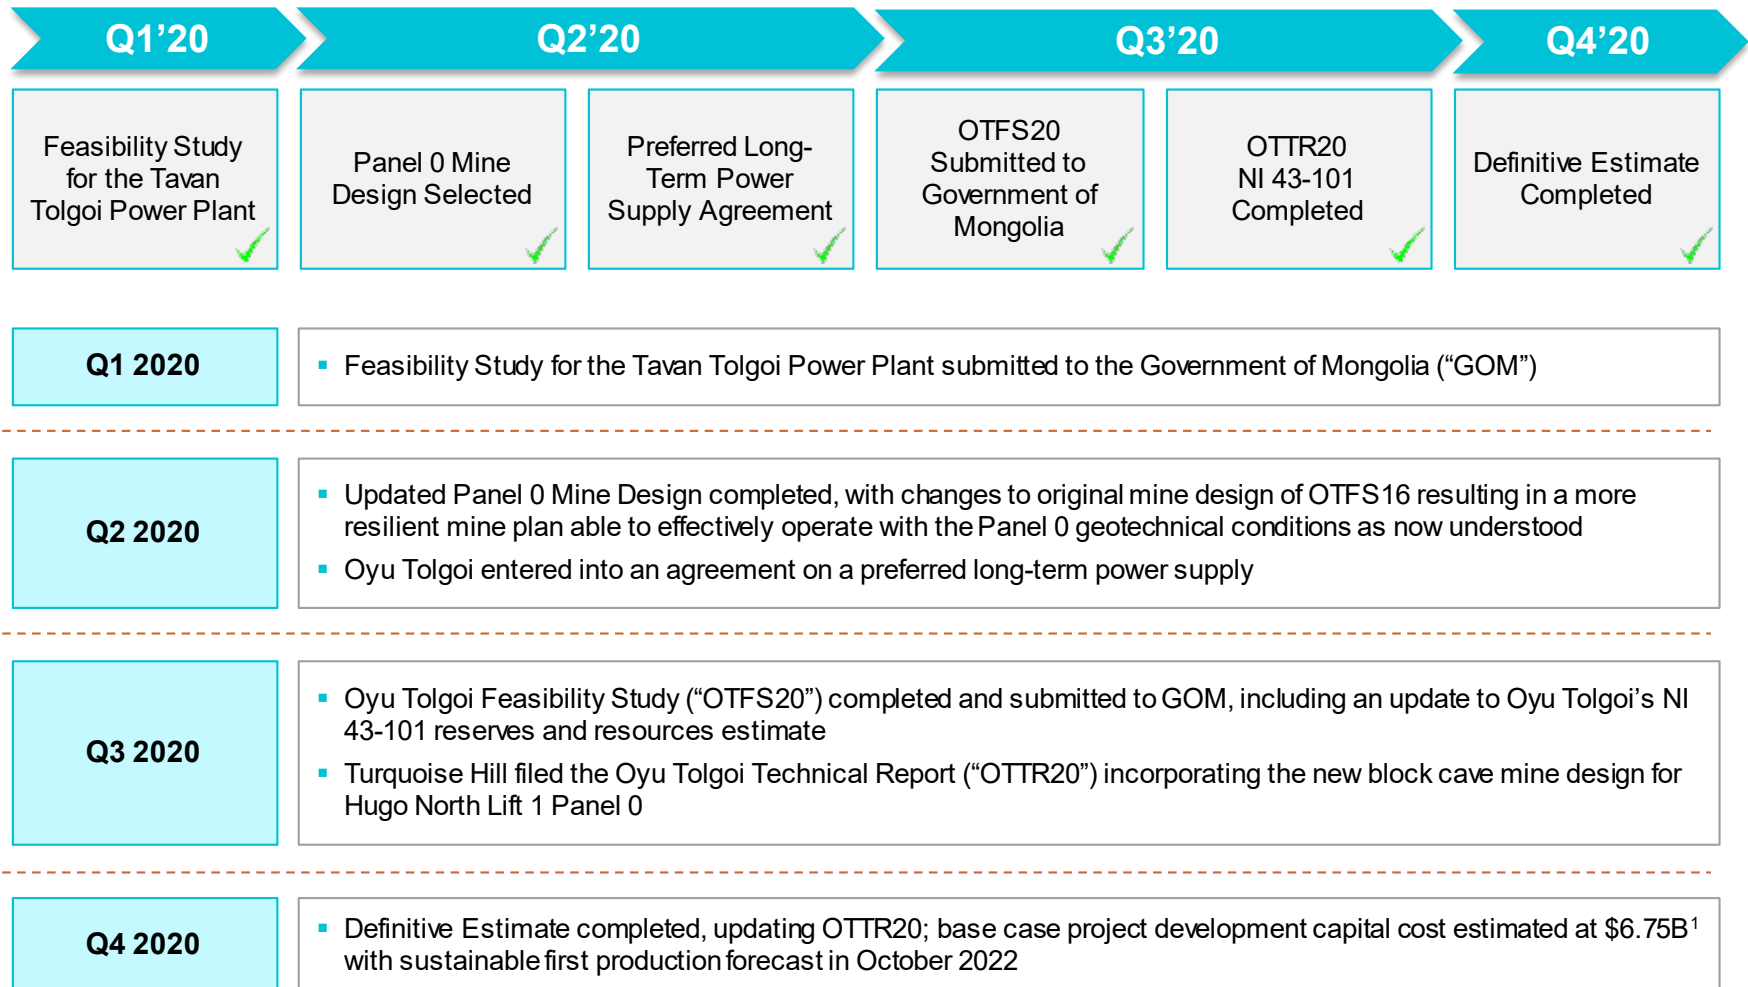 Q1’20
Q2’20
Q3’20
Q4’20
Feasibility Study
for the Tavan
Tolgoi Power Plant
Panel 0 Mine
Design Selected
Preferred Long-
Term Power
Supply Agreement
OTFS20
Submitted to
Government of
Mongolia
OTTR20
NI 43-101
Completed
Definitive Estimate
Completed
Q1 2020
▪ Feasibility Study for the Tavan Tolgoi Power Plant submitted to the Government of Mongolia (“GOM”)
Q2 2020
▪ Updated Panel 0 Mine Design completed, with changes to original mine design of OTFS16 resulting in a more
resilient mine plan able to effectively operate with the Panel 0 geotechnical conditions as now understood
▪ Oyu Tolgoi entered into an agreement on a preferred long-term power supply
Q3 2020
▪ Oyu Tolgoi Feasibility Study (“OTFS20”) completed and submitted to GOM, including an update to Oyu Tolgoi’s NI
43-101 reserves and resources estimate
▪ Turquoise Hill filed the Oyu Tolgoi Technical Report (“OTTR20”) incorporating the new block cave mine design for
Hugo North Lift 1 Panel 0
Q4 2020
▪ Definitive Estimate completed, updating OTTR20; base case project development capital cost estimated at $6.75B¹
with sustainable first production forecast in October 2022